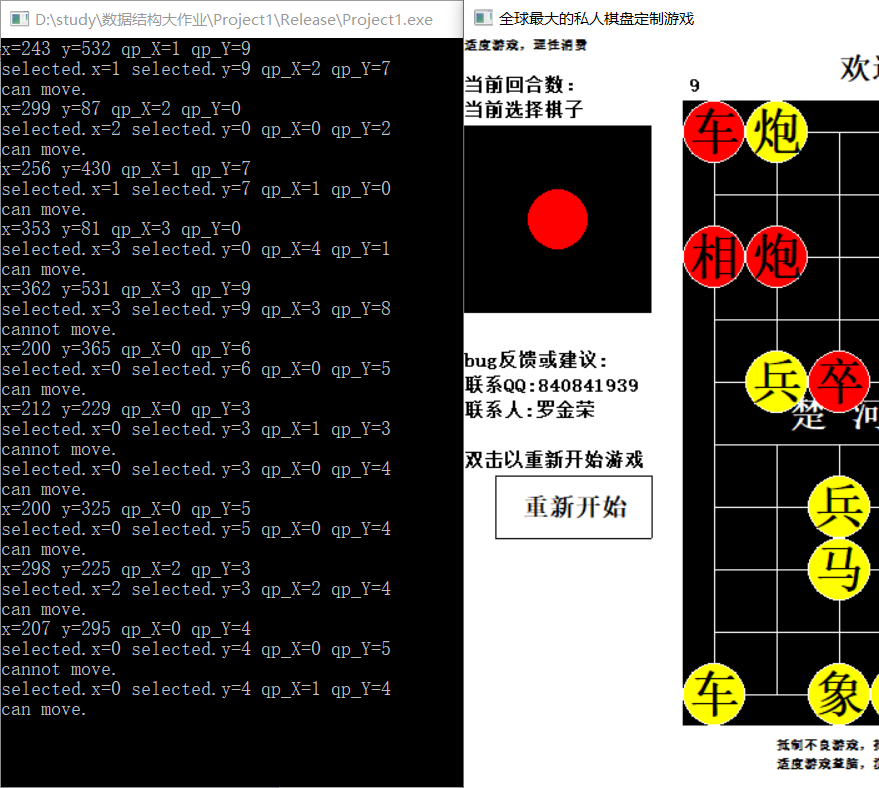 D:\study\数据结构大作业\Project1\Release\Project1.exe
x=243 y=532 qp_X=1 qp_Y=9
selected.x=1 selected.y=9 qp_X=2 qp_Y=7
can move.
x=299 y=87 qp_X=2 qp_Y=0
selected.x=2 selected.y=0 qp_X=0 qp_Y=2
can move.
x=256 y=430 qp_X=1 qp_Y=7
selected.x=1 selected.y=7 qp_X=1 qp_Y=0
can move.
x=353 y=81 qp_X=3 qp_Y=0
selected.x=3 selected.y=0 qp_X=4 qp_Y=1
can move.
x=362 y=531 qp_X=3 qp_Y=9
selected.x=3 selected.y=9 qp_X=3 qp_Y=8
cannot move.
x=200 y=365 qp_X=0 qp_Y=6
selected.x=0 selected.y=6 qp_X=0 qp_Y=5
can move.
x=212 y=229 qp_X=0 qp_Y=3
selected.x=0 selected.y=3 qp_X=1 qp_Y=3
cannot move.
selected.x=0 selected.y=3 qp_X=0 qp_Y=4
can move.
x=200 y=325 qp_X=0 qp_Y=5
selected.x=0 selected.y=5 qp_X=0 qp_Y=4
can move.
x=298 y=225 qp_X=2 qp_Y=3
selected.x=2 selected.y=3 qp_X=2 qp_Y=4
can move.
x=207 y=295 qp_X=0 qp_Y=4
selected.x=0 selected.y=4 qp_X=0 qp_Y=5
cannot move.
selected.x=0 selected.y=4 qp_X=1 qp_Y=4
can move.
全球最大的私人棋盘定制游戏
适度游戏，理性消费
欢迎
当前回合数： 9
当前选择棋子
bug反馈或建议：
联系QQ:840841939
联系人:罗金荣
双击以重新开始游戏
重新开始
车 炮
相 炮
兵 卒
楚 河
兵
马
车 象
抵制不良游戏，
适度游戏益脑，